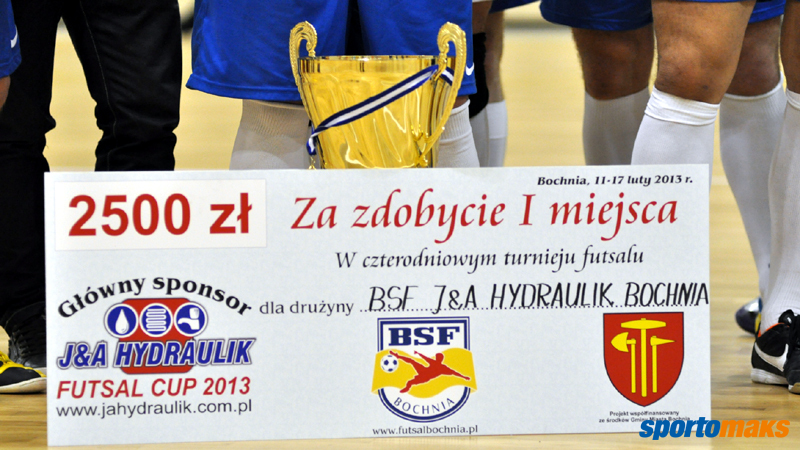 Bochnia, 11-17 luty 2013 r.
2500 zł
Za zdobycie I miejsca
W czterodniowym turnieju futsalu
Główny sponsor
dla drużyny BSF J&A HYDRAULIK BOCHNIA
J&A HYDRAULIK
FUTSAL CUP 2013
www.jahydraulik.com.pl
BSF
BOCHNIA
www.futsalbochnia.pl
Projekt współfinansowany
ze środków Gminy Miasta Bochnia
sportomaks